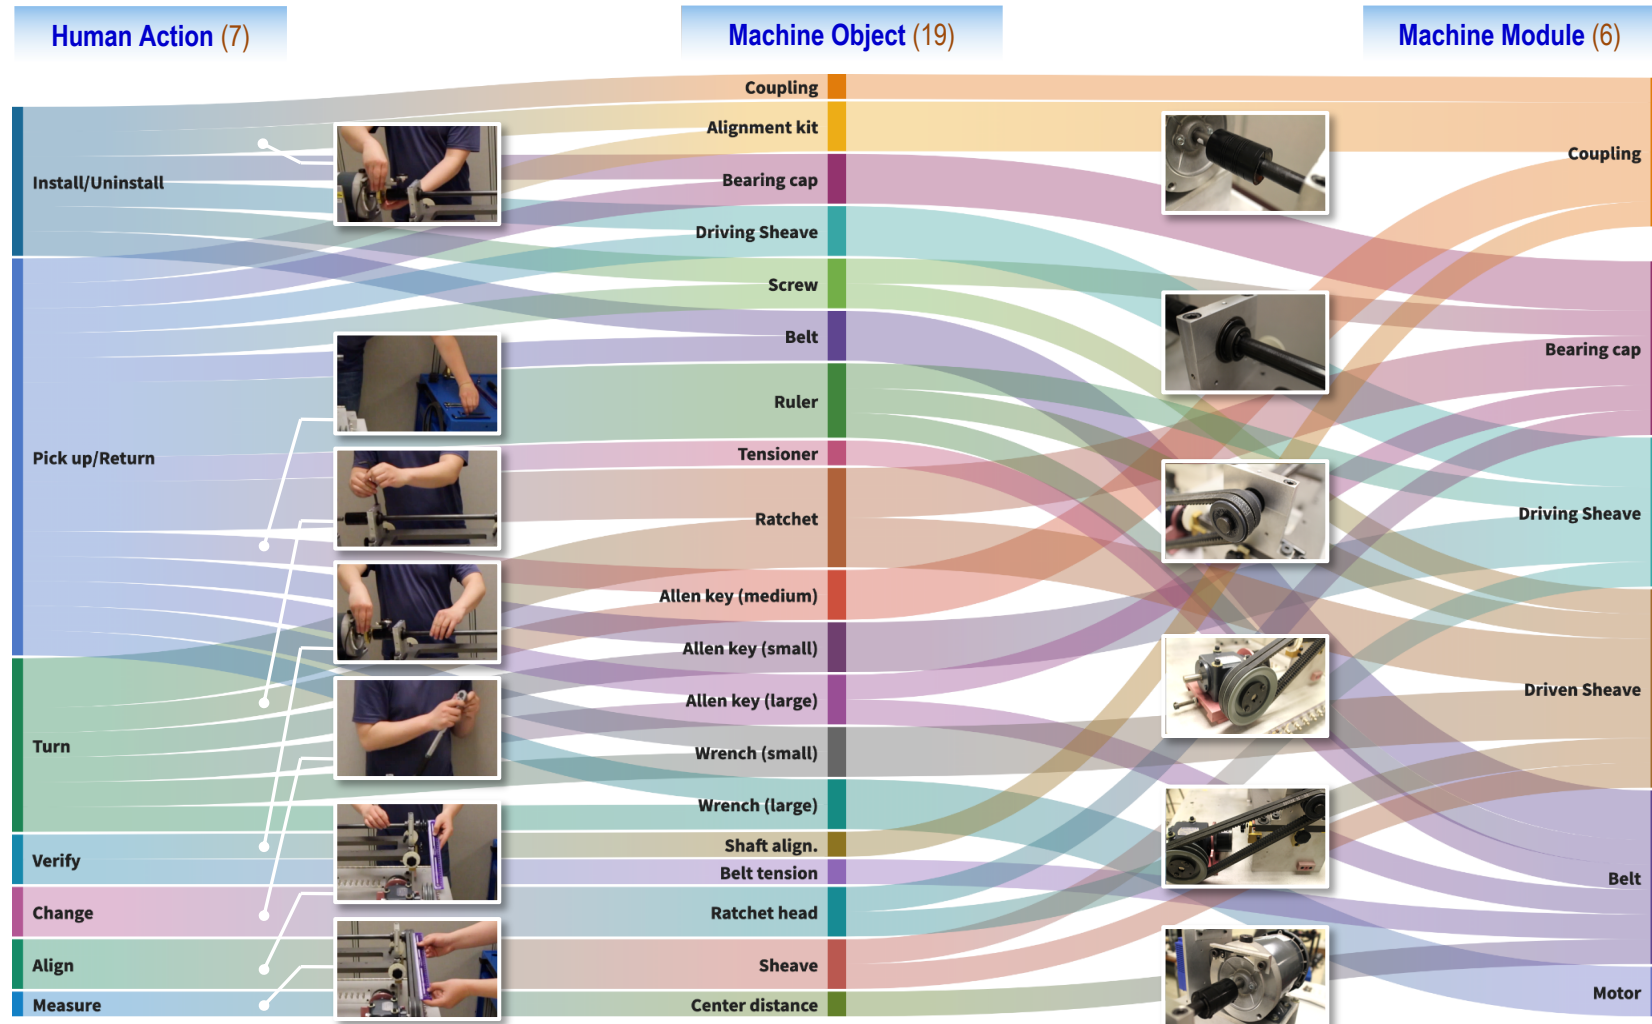 Human Action (7)
Machine Object (19)
Machine Module (6)
Install/Uninstall
Pick up/Return
Turn
Verify
Change
Align
Measure
Coupling
Alignment kit
Bearing cap
Driving Sheave
Screw
Belt
Ruler
Tensioner
Ratchet
Allen key (medium)
Allen key (small)
Allen key (large)
Wrench (small)
Wrench (large)
Shaft align.
Belt tension
Ratchet head
Sheave
Center distance
Coupling
Bearing cap
Driving Sheave
Driven Sheave
Belt
Motor